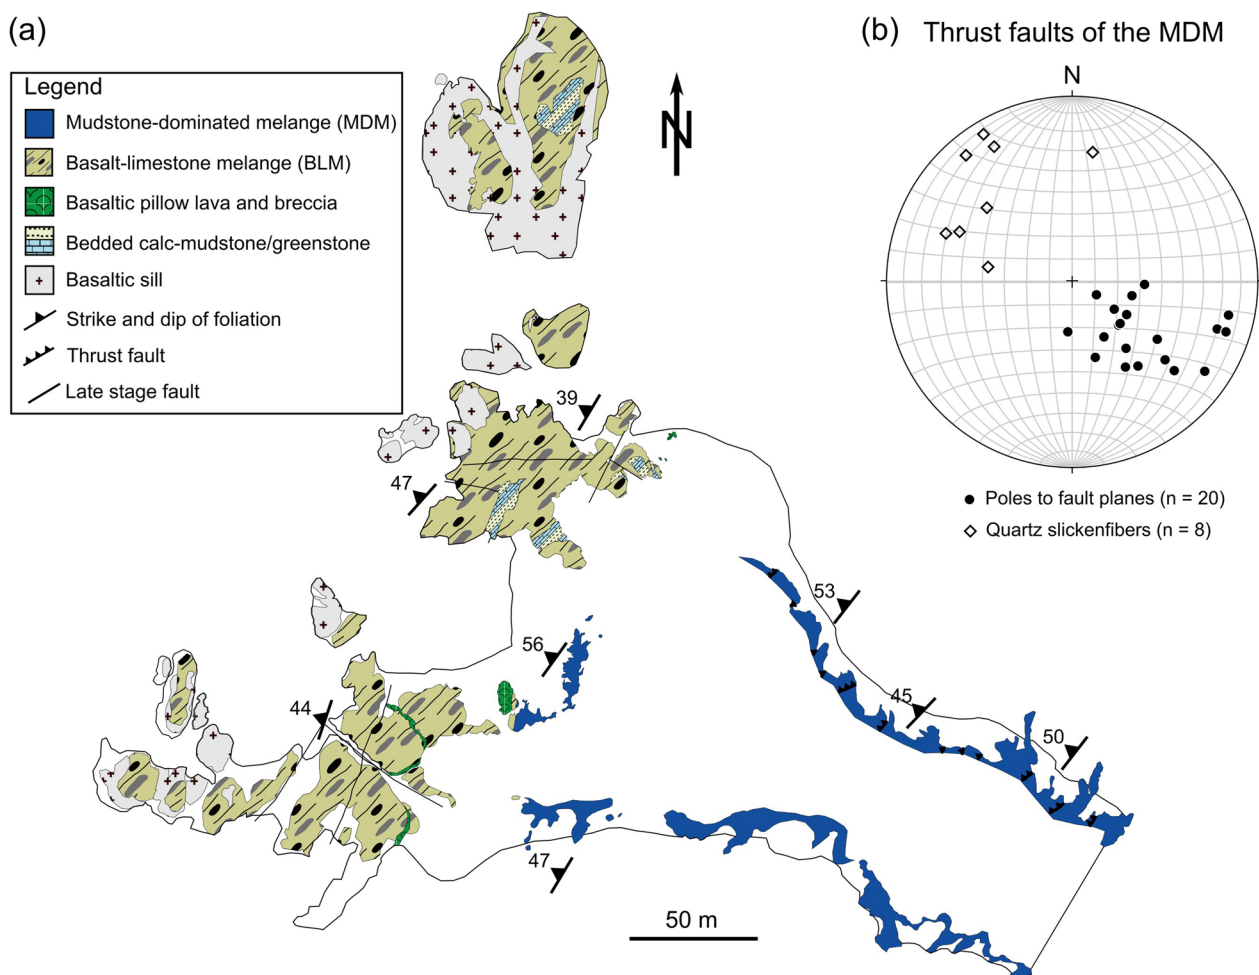 (a)
Legend
Mudstone-dominated melange (MDM)
Basalt-limestone melange (BLM)
Basaltic pillow lava and breccia
Bedded calc-mudstone/greenstone
Basaltic sill
Strike and dip of foliation
Thrust fault
Late stage fault
N
39
47
53
56
45
44
50
47
50 m
(b) Thrust faults of the MDM
N
Poles to fault planes (n = 20)
Quartz slickenfibers (n = 8)